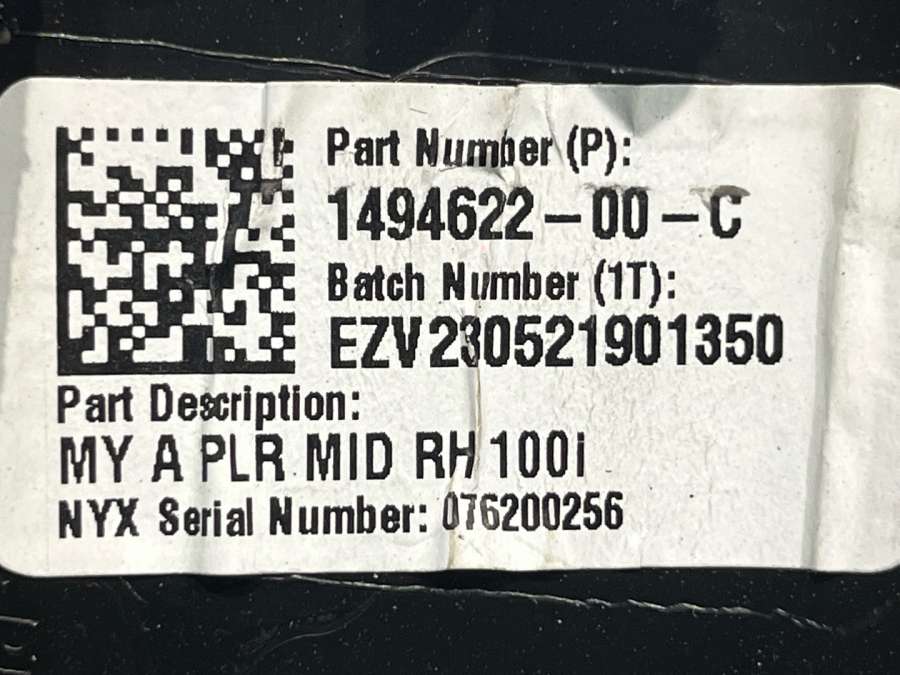 Part Number (P):
1494622-00-C
Batch Number (1T):
EZV230521901350
Part Description:
MY A PLR MID RH 100i
NYX Serial Number: 076200256